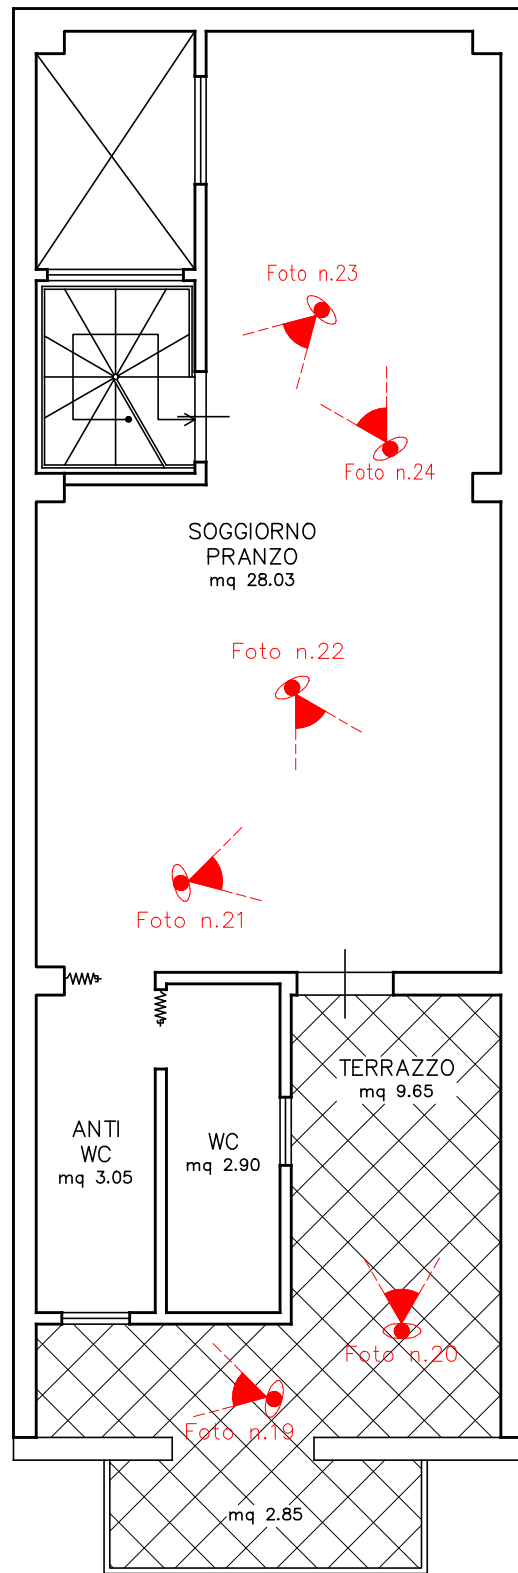 Foto n.23
Foto n.24
SOGGIORNO
PRANZO
mq 28.03
Foto n.22
Foto n.21
TERRAZZO
mq 9.65
ANTI
WC
mq 3.05
WC
mq 2.90
Foto n.20
Foto n.19
mq 2.85